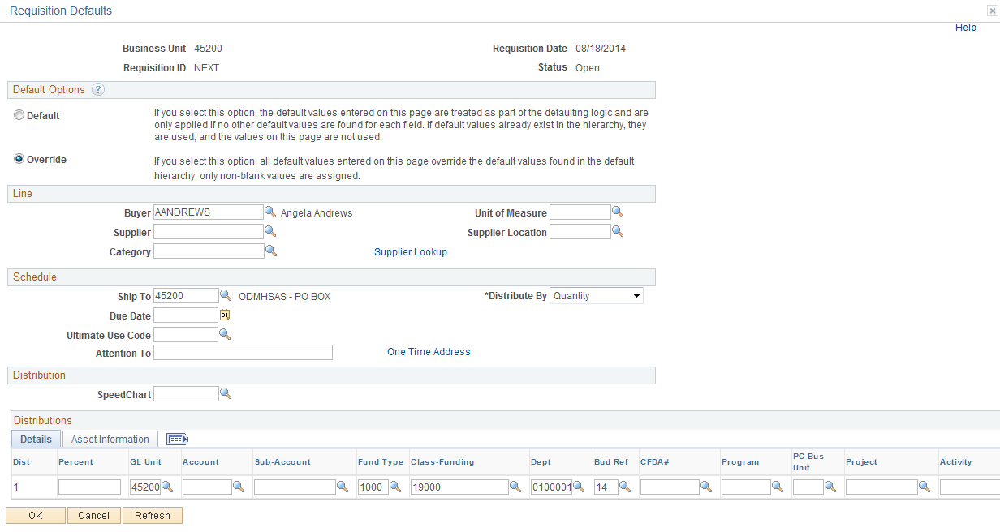 Requisition Defaults
Help
Business Unit 45200 Requisition Date 08/18/2014
Requisition ID NEXT Status Open
Default Options ?
Default If you select this option, the default values entered on this page are treated as part of the defaulting logic and are
only applied if no other default values are found for each field. If default values already exist in the hierarchy, they
are used, and the values on this page are not used.
Override If you select this option, all default values entered on this page override the default values found in the default
hierarchy, only non-blank values are assigned.
Line
Buyer AANDREWS Angela Andrews Unit of Measure
Supplier Supplier Location
Category Supplier Lookup
Schedule
Ship To 45200 ODMHSAS - PO BOX *Distribute By Quantity
Due Date 31
Ultimate Use Code
Attention To One Time Address
Distribution
SpeedChart
Distributions
Details Asset Information
Dist Percent GL Unit Account Sub-Account Fund Type Class-Funding Dept Bud Ref CFDA# Program PC Bus Unit Project Activity
1 45200 1000 19000 0100001 14
OK Cancel Refresh